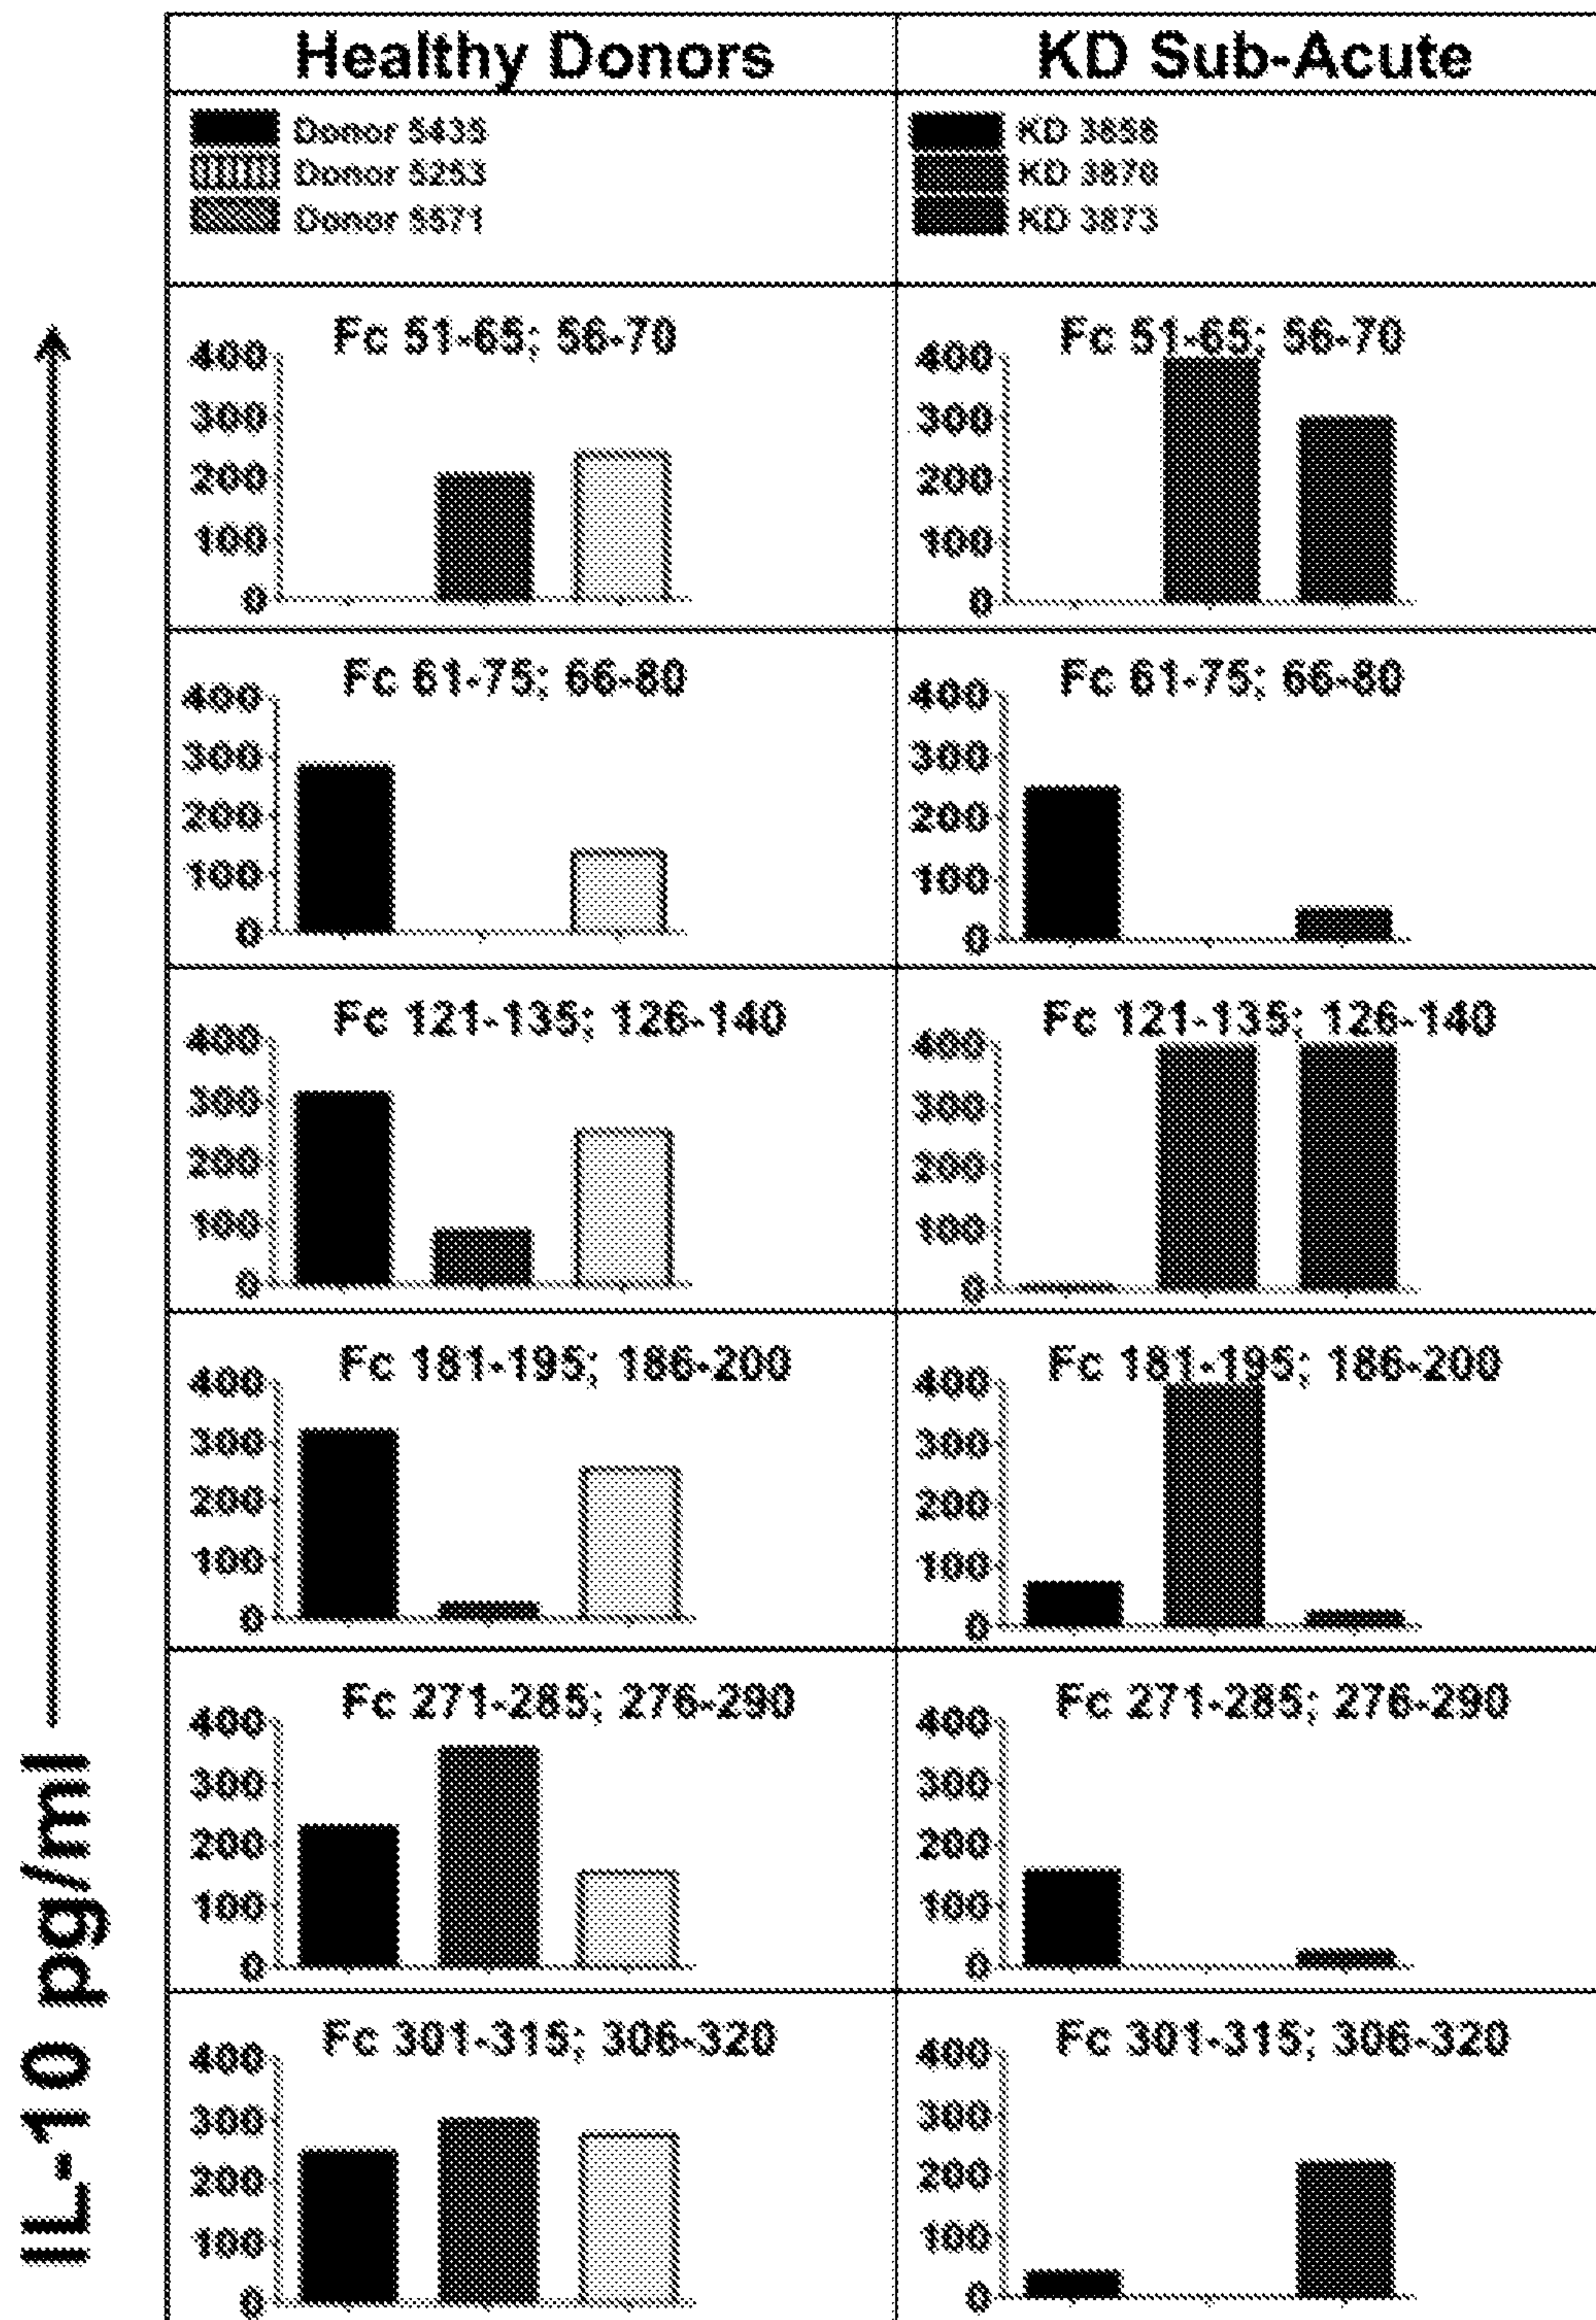 Healthy Donors
KD Sub-Acute
Donor 5435
Donor 5253
Donor 5571
KD 3858
KD 3870
KD 3873
IL-10 pg/ml
Fc 51-65; 56-70
400
300
200
100
0
Fc 51-65; 56-70
400
300
200
100
0
Fc 61-75; 66-80
400
300
200
100
0
Fc 61-75; 66-80
400
300
200
100
0
Fc 121-135; 126-140
400
300
200
100
0
Fc 121-135; 126-140
400
300
200
100
0
Fc 181-195; 186-200
400
300
200
100
0
Fc 181-195; 186-200
400
300
200
100
0
Fc 271-285; 276-290
400
300
200
100
0
Fc 271-285; 276-290
400
300
200
100
0
Fc 301-315; 306-320
400
300
200
100
0
Fc 301-315; 306-320
400
300
200
100
0